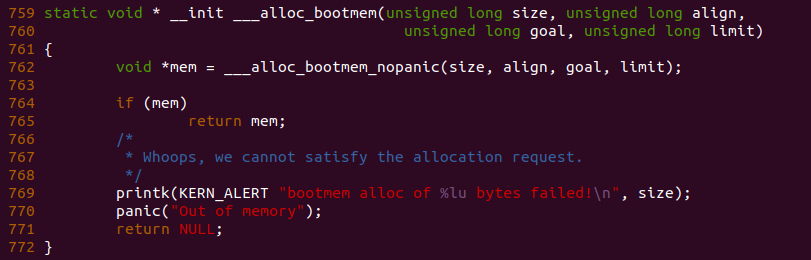 759 static void * __init ___alloc_bootmem(unsigned long size, unsigned long align,
760                                         unsigned long goal, unsigned long limit)
761 {
762         void *mem = ___alloc_bootmem_nopanic(size, align, goal, limit);
763
764         if (mem)
765                 return mem;
766         /*
767          * Whoops, we cannot satisfy the allocation request.
768          */
769         printk(KERN_ALERT "bootmem alloc of %lu bytes failed!\n", size);
770         panic("Out of memory");
771         return NULL;
772 }